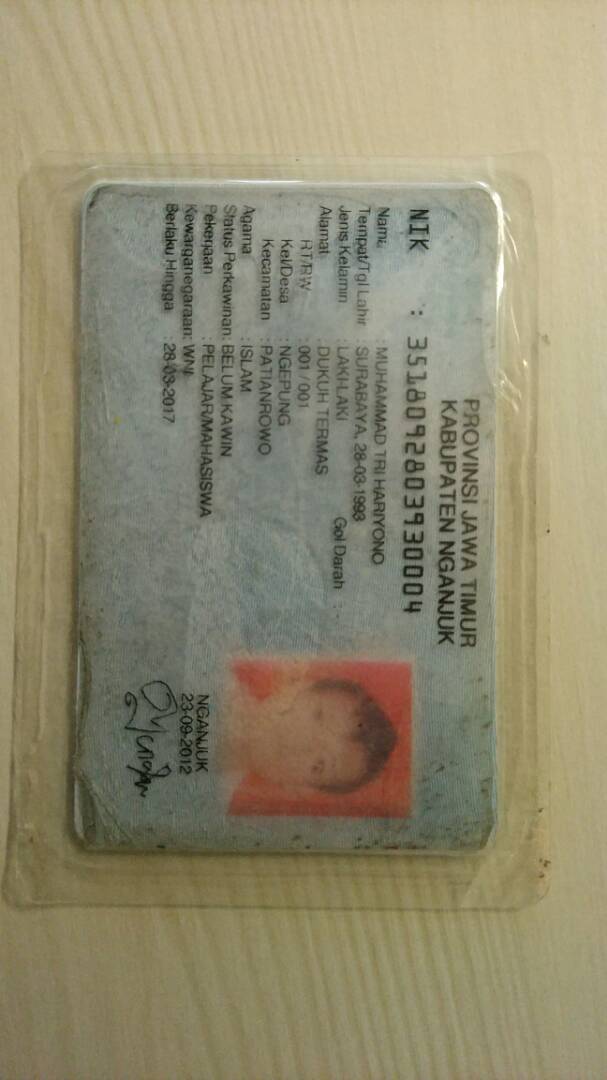 PROVINSI JAWA TIMUR
KABUPATEN NGANJUK
NIK : 3518092803930004
Nama : MUHAMMAD TRI HARIYONO
Tempat/Tgl Lahir : SURABAYA, 28-03-1993
Jenis Kelamin : LAKI-LAKI Gol Darah : -
Alamat : DUKUH TERMAS
RT/RW : 001 / 001
Kel/Desa : NGEPUNG
Kecamatan : PATIANROWO
Agama : ISLAM
Status Perkawinan: BELUM KAWIN
Pekerjaan : PELAJAR/MAHASISWA
Kewarganegaraan: WNI
Berlaku Hingga : 28-03-2017
NGANJUK
23-09-2012